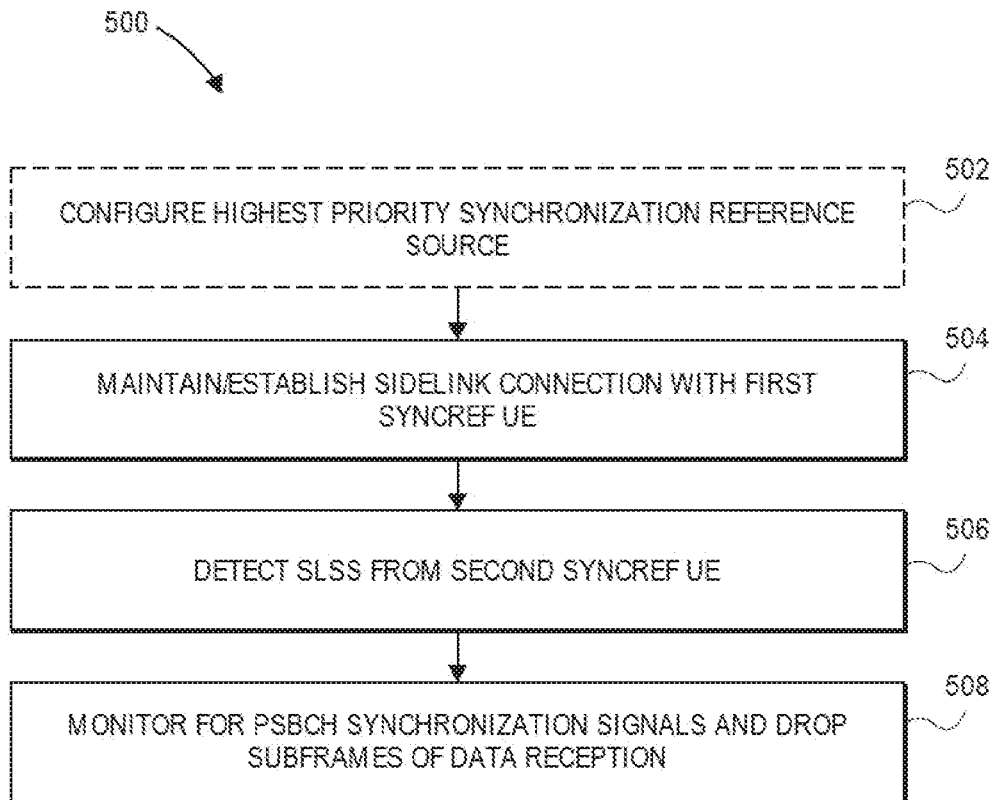 500
502
CONFIGURE HIGHEST PRIORITY SYNCHRONIZATION REFERENCE
SOURCE
504
MAINTAIN/ESTABLISH SIDELINK CONNECTION WITH FIRST
SYNCREF UE
506
DETECT SLSS FROM SECOND SYNCREF UE
508
MONITOR FOR PSBCH SYNCHRONIZATION SIGNALS AND DROP
SUBFRAMES OF DATA RECEPTION